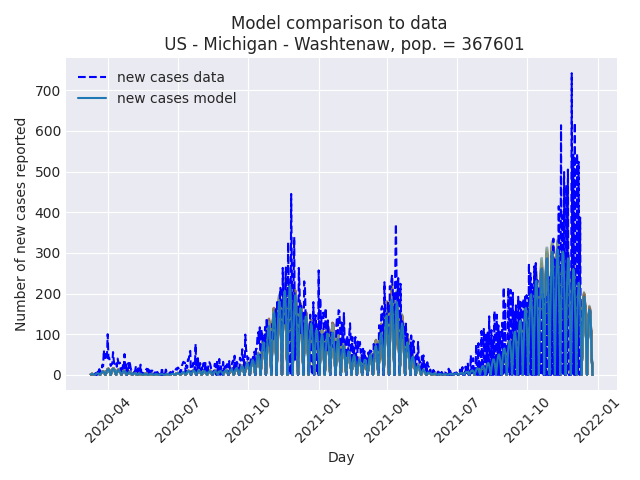 Model comparison to data
US - Michigan - Washtenaw, pop. = 367601
new cases data
new cases model
Number of new cases reported
700
600
500
400
300
200
100
0
2020-04
2020-07
2020-10
2021-01
2021-04
2021-07
2021-10
2022-01
Day